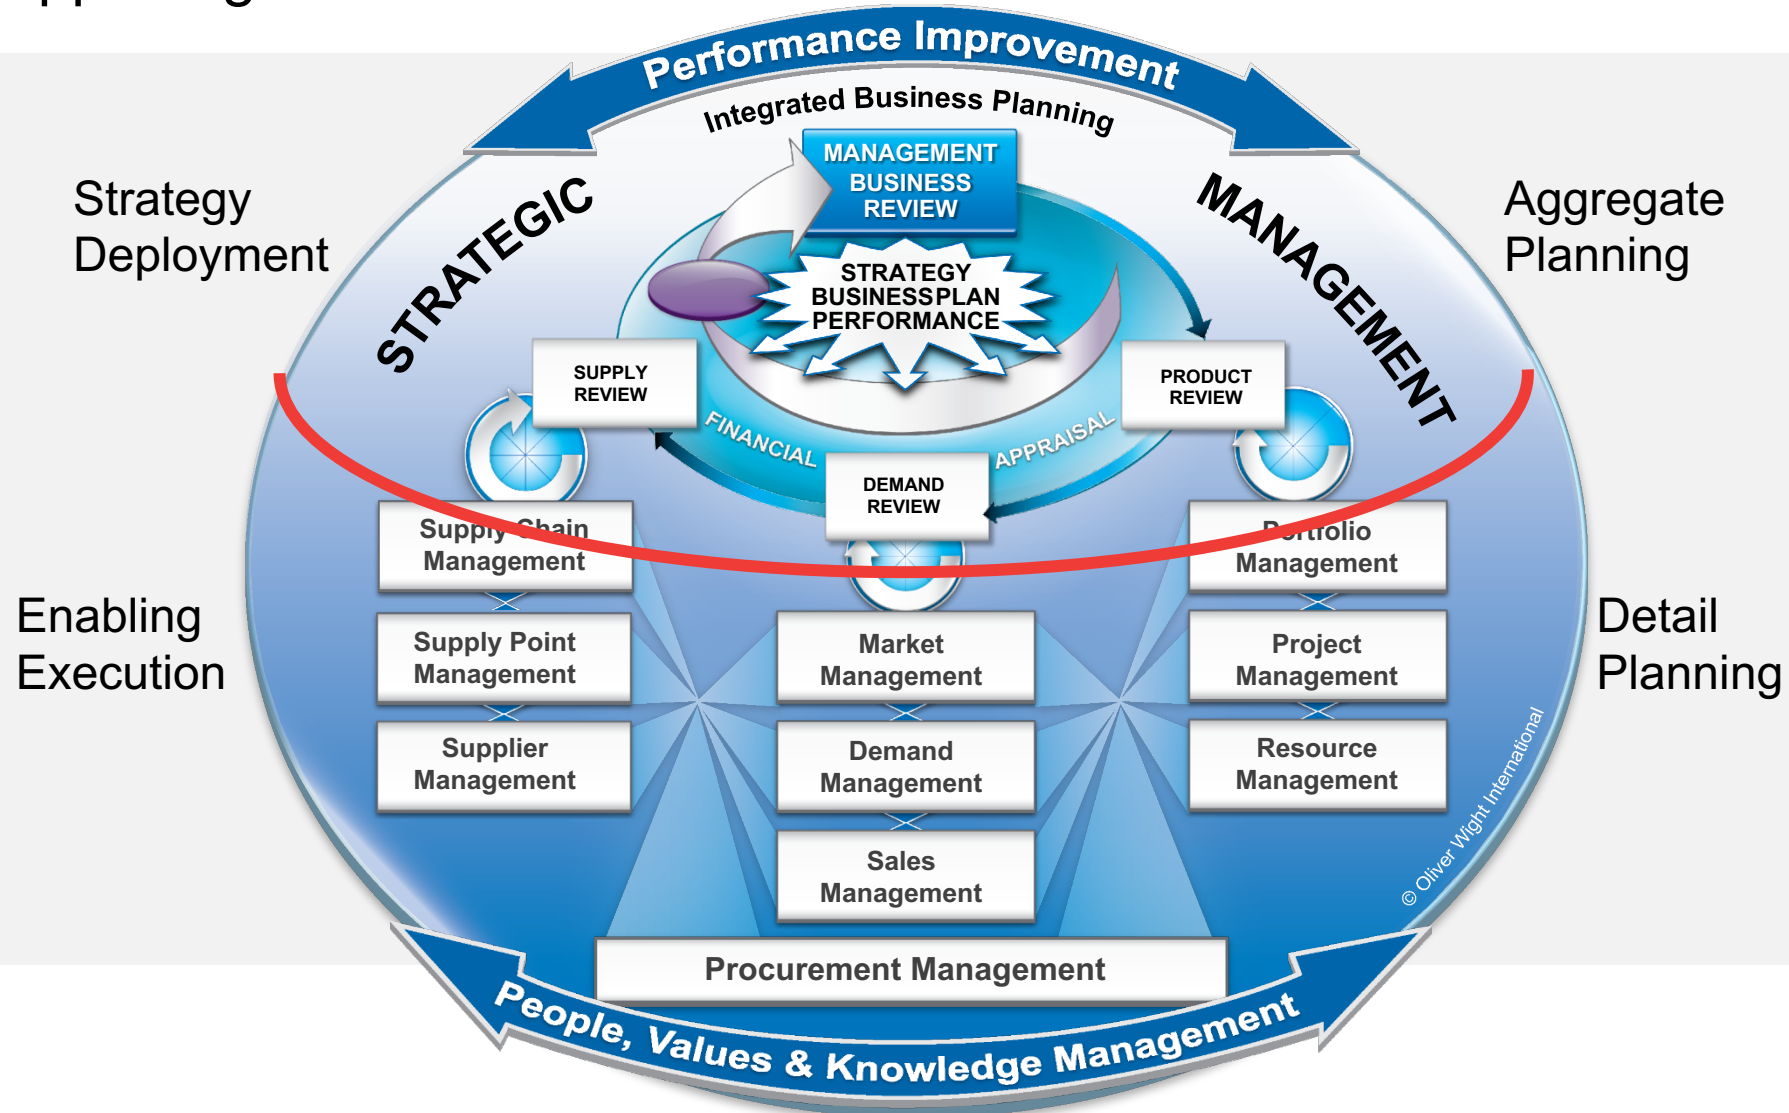 Performance Improvement
Integrated Business Planning
STRATEGIC
MANAGEMENT
Strategy
Deployment
Aggregate
Planning
MANAGEMENT
BUSINESS
REVIEW
STRATEGY
BUSINESS PLAN
PERFORMANCE
SUPPLY
REVIEW
PRODUCT
REVIEW
FINANCIAL
APPRAISAL
DEMAND
REVIEW
Enabling
Execution
Detail
Planning
Supply Chain
Management
Supply Point
Management
Supplier
Management
Market
Management
Demand
Management
Sales
Management
Portfolio
Management
Project
Management
Resource
Management
Procurement Management
© Oliver Wight International
People, Values & Knowledge Management